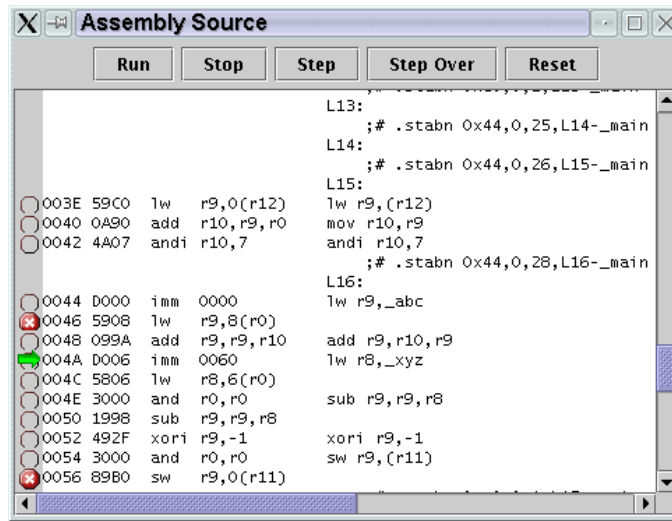 Assembly Source
Run Stop Step Step Over Reset
L13:
;# .stabn 0x44,0,25,L14-_main
L14:
;# .stabn 0x44,0,26,L15-_main
L15:
003E 59C0 lw r9,0(r12) lw r9,(r12)
0040 0A90 add r10,r9,r0 mov r10,r9
0042 4A07 andi r10,7 andi r10,7
;# .stabn 0x44,0,28,L16-_main
L16:
0044 D000 imm 0000 lw r9,_abc
0046 5908 lw r9,8(r0)
0048 099A add r9,r9,r10 add r9,r10,r9
004A D006 imm 0060 lw r8,_xyz
004C 5806 lw r8,6(r0)
004E 3000 and r0,r0 sub r9,r9,r8
0050 1998 sub r9,r9,r8
0052 492F xori r9,-1 xori r9,-1
0054 3000 and r0,r0 sw r9,(r11)
0056 89B0 sw r9,0(r11)